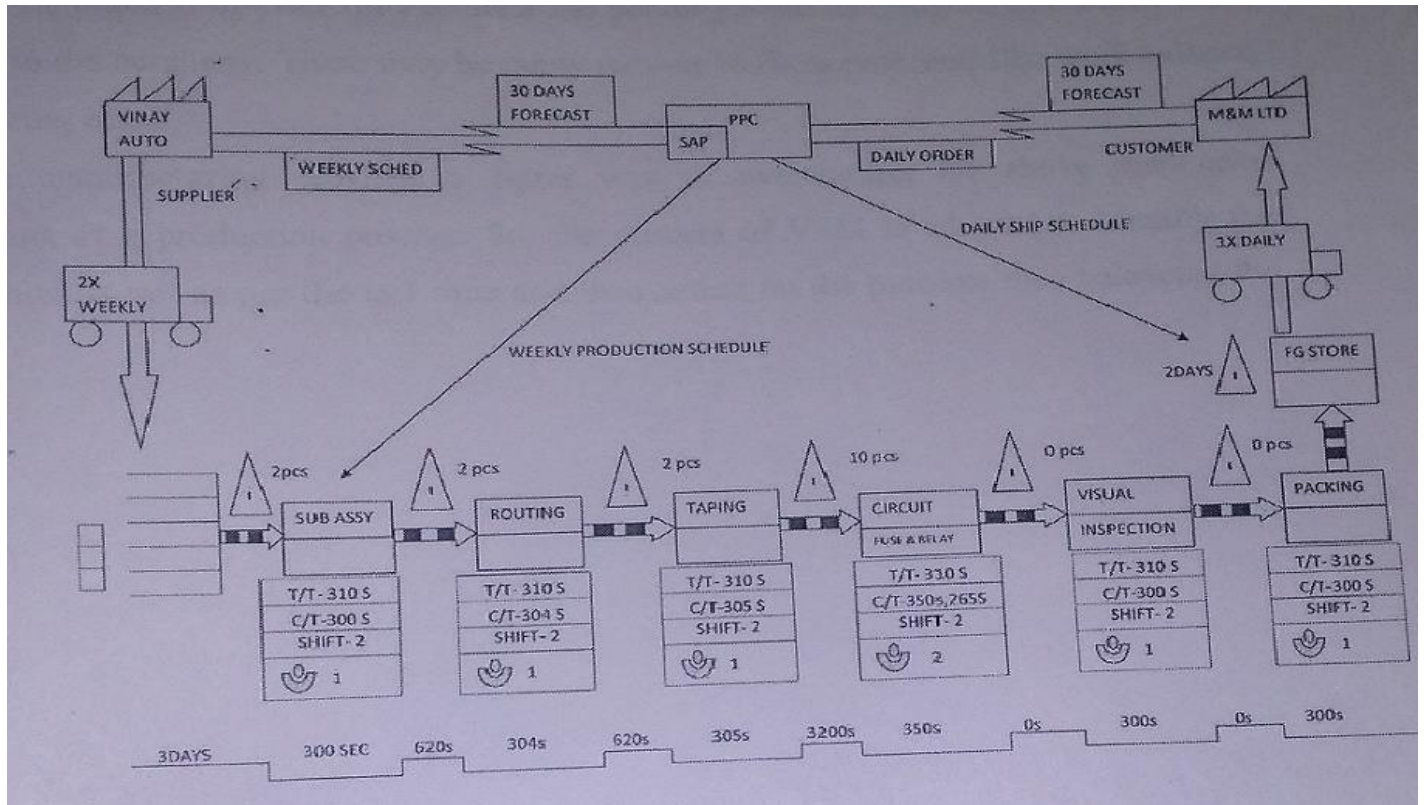 30 DAYS
FORECAST
30 DAYS
FORECAST
VINAY
AUTO
PPC
SAP
M&M LTD
WEEKLY SCHED
DAILY ORDER
CUSTOMER
SUPPLIER
DAILY SHIP SCHEDULE
2X
WEEKLY
3X DAILY
WEEKLY PRODUCTION SCHEDULE
2DAYS
FG STORE
2pcs
2 pcs
2 pcs
10 pcs
0 pcs
0 pcs
SUB ASSY
ROUTING
TAPING
CIRCUIT
FUSE & RELAY
VISUAL
INSPECTION
PACKING
T/T- 310 S
C/T-300 S
SHIFT- 2
1
T/T- 310 S
C/T-304 S
SHIFT- 2
1
T/T- 310 S
C/T-305 S
SHIFT- 2
1
T/T- 310 S
C/T-350s,265S
SHIFT- 2
2
T/T- 310 S
C/T-300 S
SHIFT- 2
1
T/T- 310 S
C/T-300 S
SHIFT- 2
1
3DAYS
300 SEC
620s
304s
620s
305s
3200s
350s
0s
300s
0s
300s